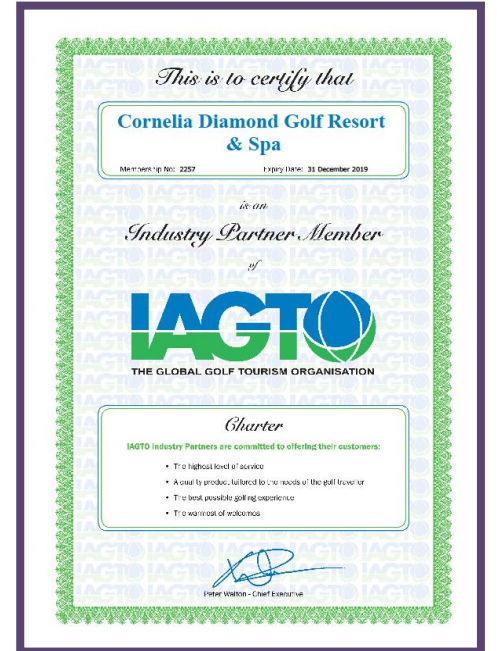 This is to certify that
Cornelia Diamond Golf Resort
& Spa
Membership No: 2257 Expiry Date: 31 December 2019
is an
Industry Partner Member
of
IAGTO
THE GLOBAL GOLF TOURISM ORGANISATION
Charter
IAGTO Industry Partners are committed to offering their customers:
• The highest level of service
• A quality product tailored to the needs of the golf traveller
• The best possible golfing experience
• The warmest of welcomes
Peter Walton - Chief Executive